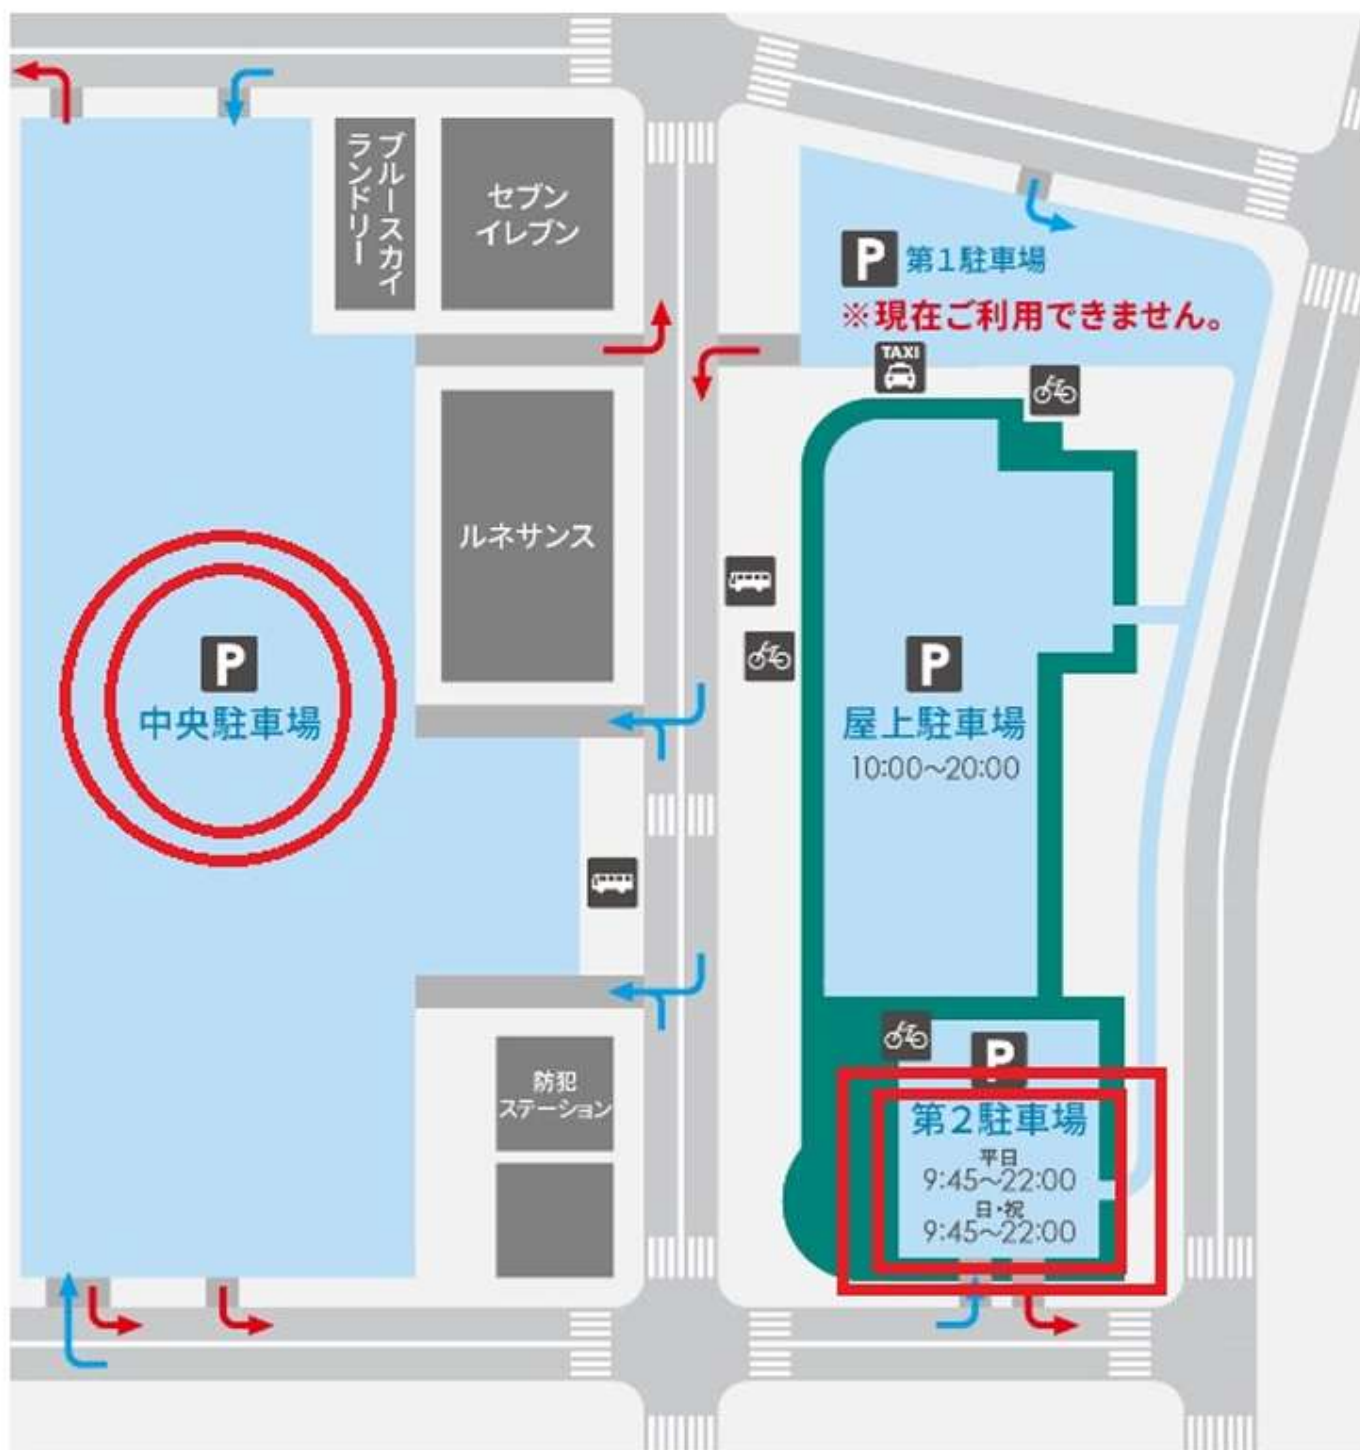 ブルースカイ
ランドリー
セブン
イレブン
P 第1駐車場
※現在ご利用できません。
TAXI
ルネサンス
P
中央駐車場
P
屋上駐車場
10:00～20:00
防犯
ステーション
P
第2駐車場
平日
9:45～22:00
日・祝
9:45～22:00